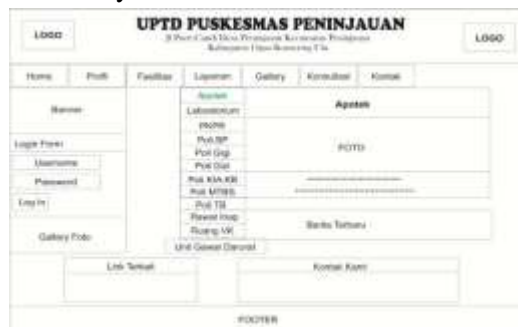 LOGO
UPTD PUSKESMAS PENINJAUAN
LOGO
Home Profil Fasilitas Layanan Gallery Konsultasi Kontak
Banner
Apotek
Laboratorium
Poli BP
Poli Gigi
Poli Gizi
Poli KIA-KB
Poli MTBS
Poli TB
Rawat Inap
Ruang VK
Unit Gawat Darurat
Apotek
FOTO
Berita Terbaru
Login Form
Username
Password
Log In
Gallery Foto
Link Terkait
Kontak Kami
FOOTER